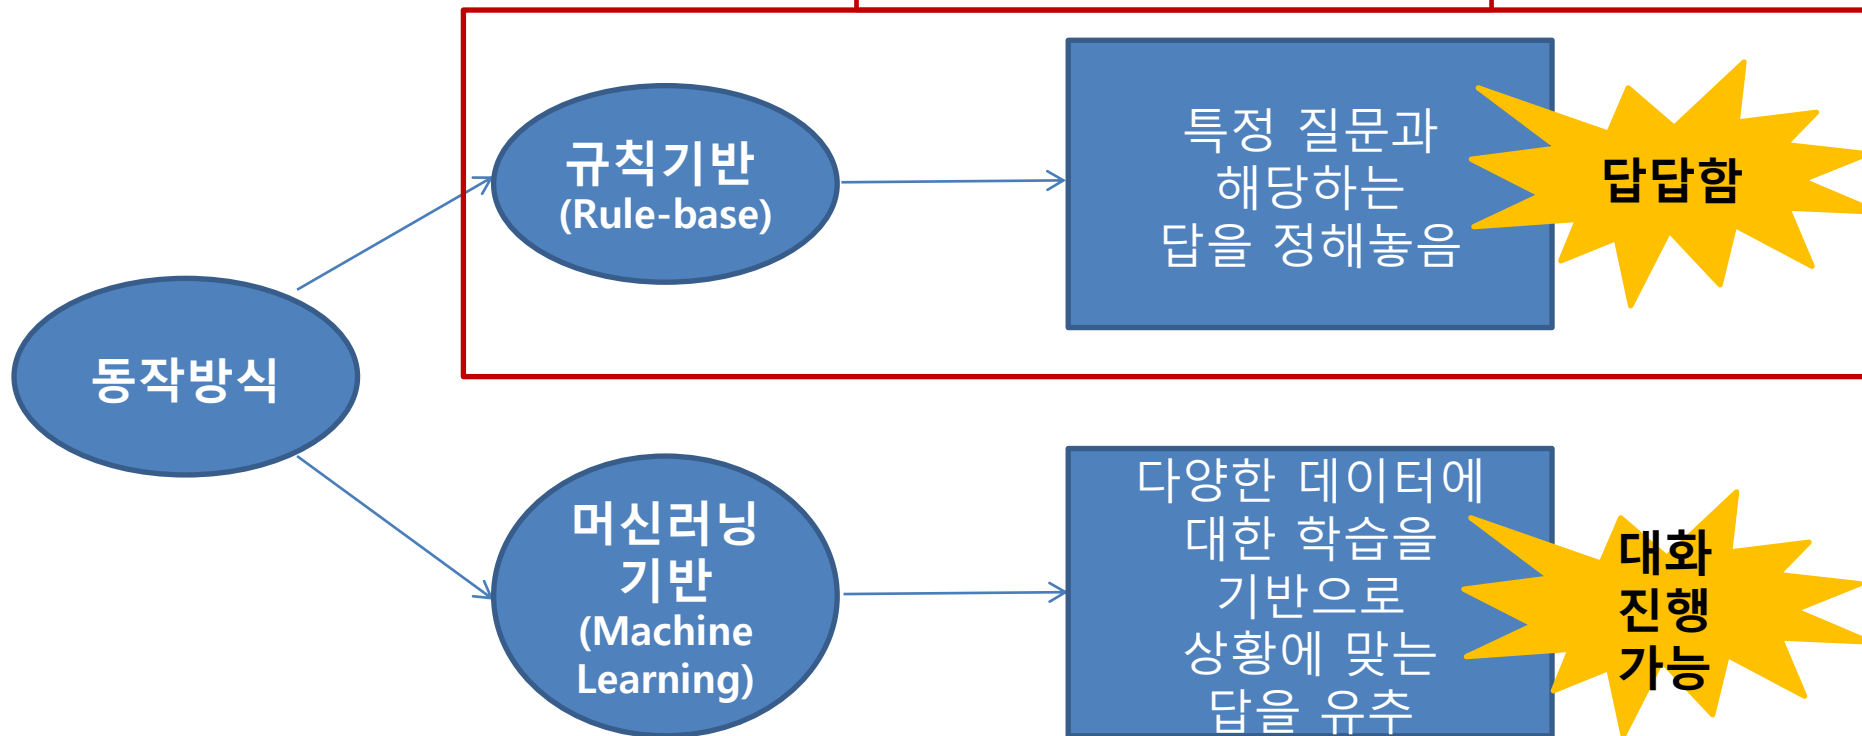 규칙기반
(Rule-base)
특정 질문과
해당하는
답을 정해놓음
답답함
동작방식
머신러닝
기반
(Machine
Learning)
다양한 데이터에
대한 학습을
기반으로
상황에 맞는
답을 유추
대화
진행
가능